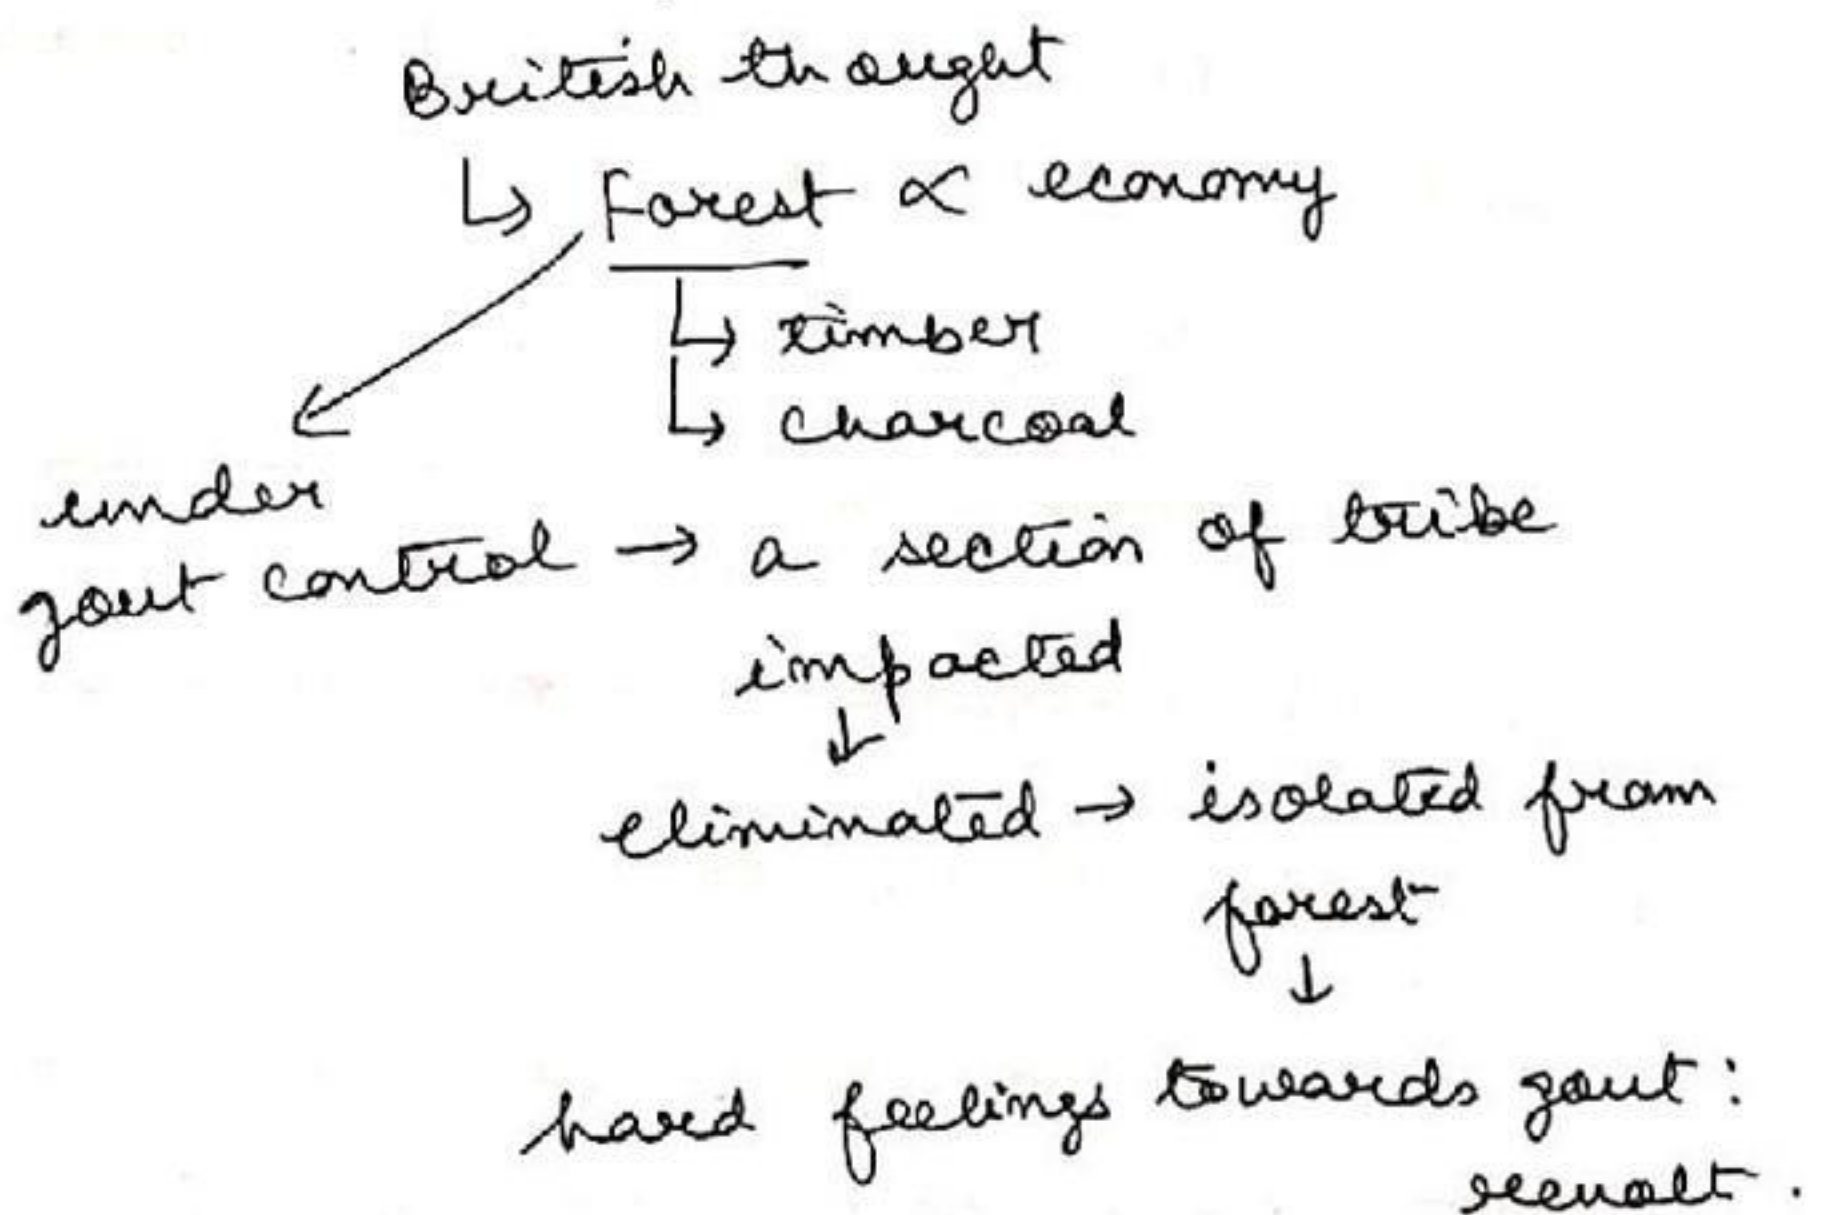 British thought
↳ Forest ∝ economy
↳ timber
↳ charcoal
under
govt control → a section of tribe
impacted
↓
eliminated → isolated from
forest
↓
hard feelings towards govt :
revolt .